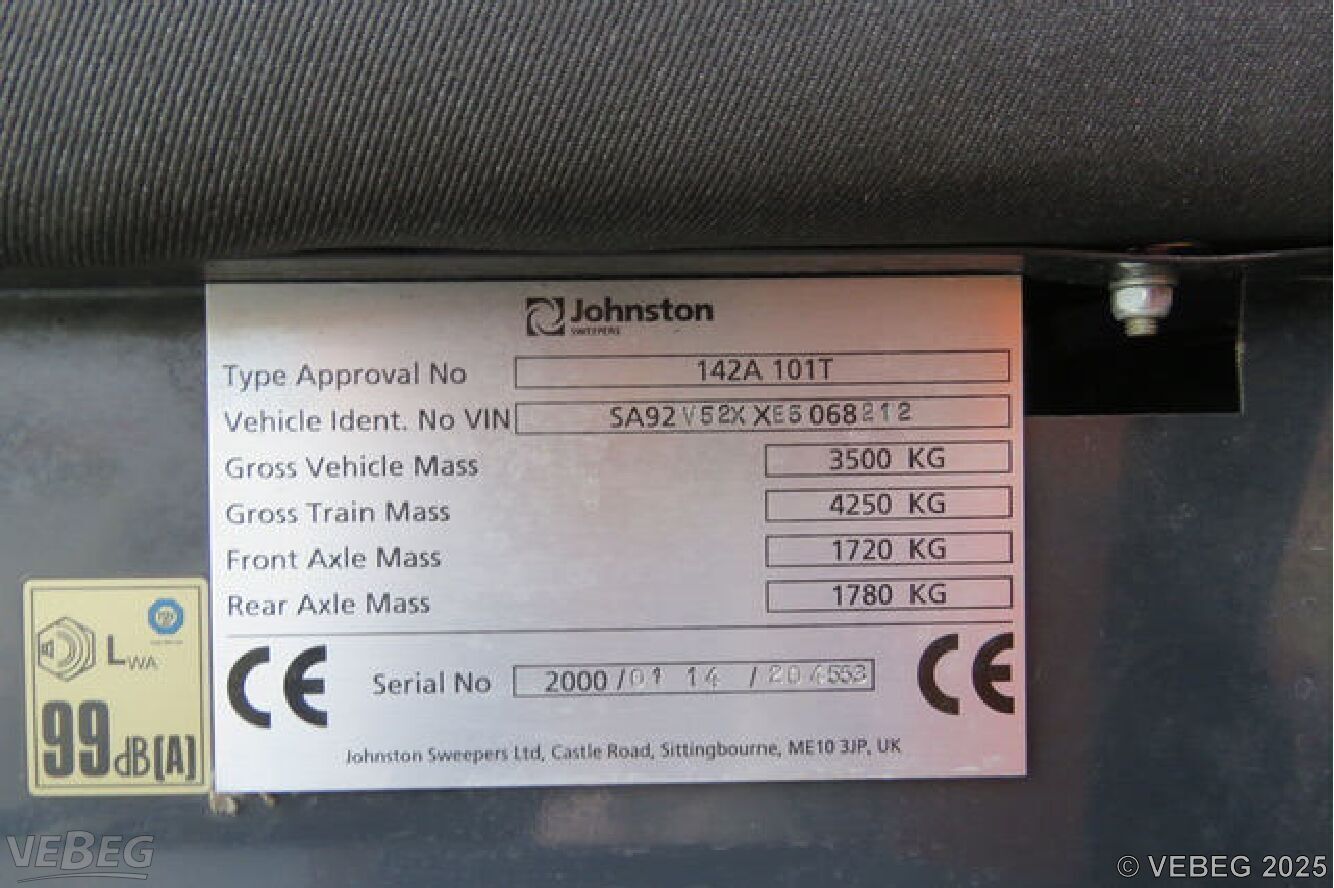 Johnston
SWEEPERS
Type Approval No 142A 101T
Vehicle Ident. No VIN SA92V52XXE5068212
Gross Vehicle Mass 3500 KG
Gross Train Mass 4250 KG
Front Axle Mass 1720 KG
Rear Axle Mass 1780 KG
CE Serial No 2000 / 01 14 / 204553 CE
Johnston Sweepers Ltd, Castle Road, Sittingbourne, ME10 3JP, UK
LWA
99 dB(A)
VEBEG
© VEBEG 2025